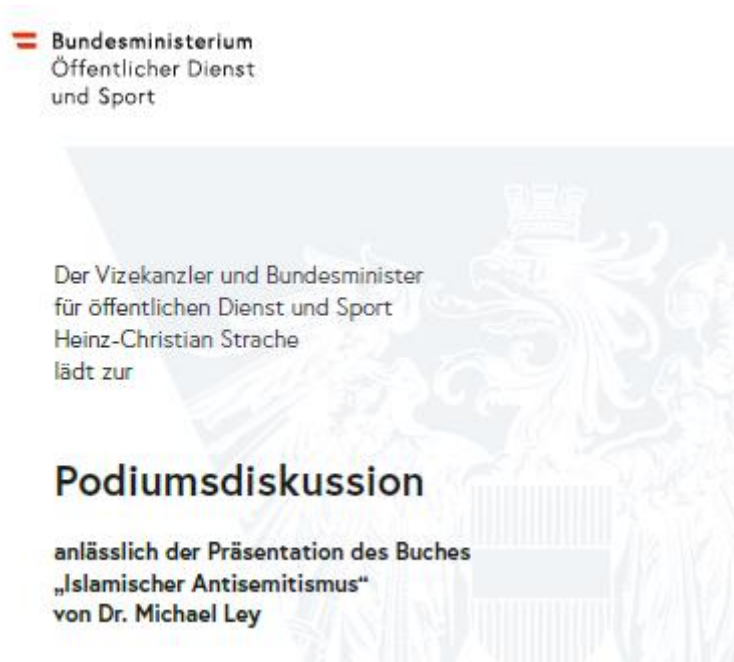 Bundesministerium
Öffentlicher Dienst
und Sport
Der Vizekanzler und Bundesminister
für öffentlichen Dienst und Sport
Heinz-Christian Strache
lädt zur
Podiumsdiskussion
anlässlich der Präsentation des Buches
„Islamischer Antisemitismus“
von Dr. Michael Ley